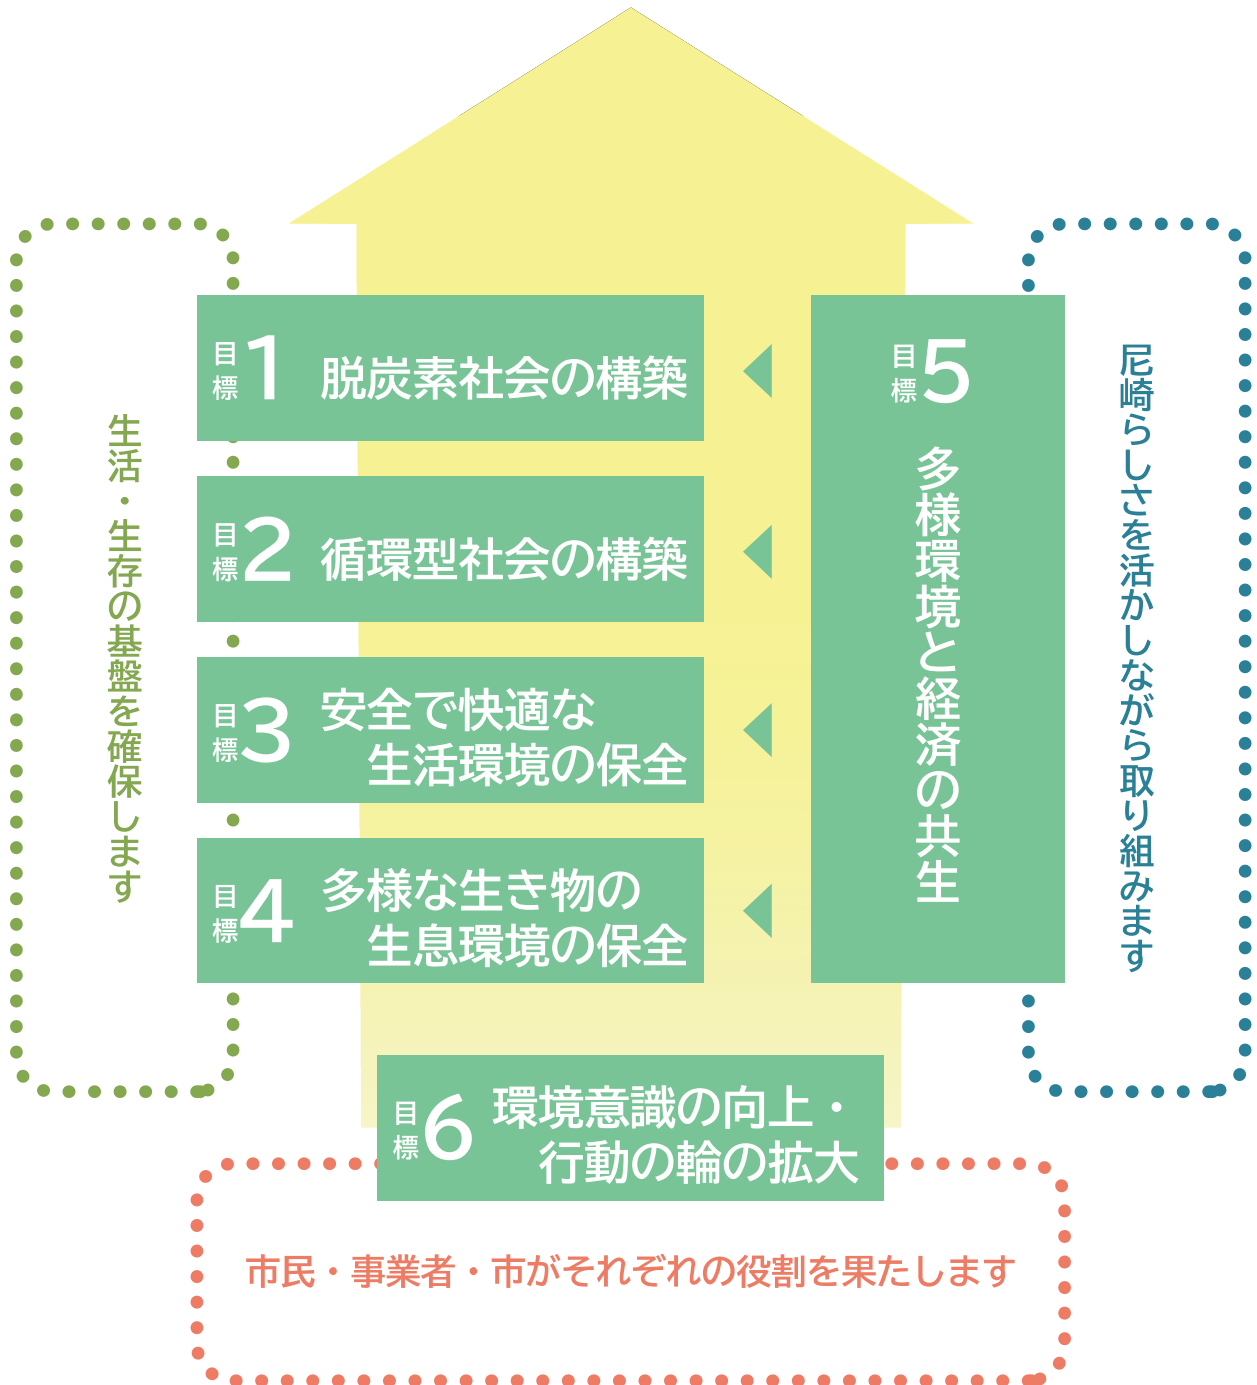 生活・生存の基盤を確保します
目標1 脱炭素社会の構築
目標2 循環型社会の構築
目標3 安全で快適な
生活環境の保全
目標4 多様な生き物の
生息環境の保全
目標5
多様環境と経済の共生
尼崎らしさを活かしながら取り組みます
目標6 環境意識の向上・
行動の輪の拡大
市民・事業者・市がそれぞれの役割を果たします